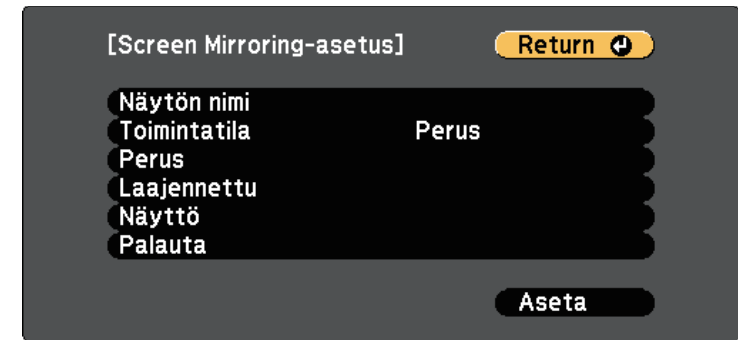 [Screen Mirroring-asetus] Return
Näytön nimi
Toimintatila Perus
Perus
Laajennettu
Näyttö
Palauta
Aseta